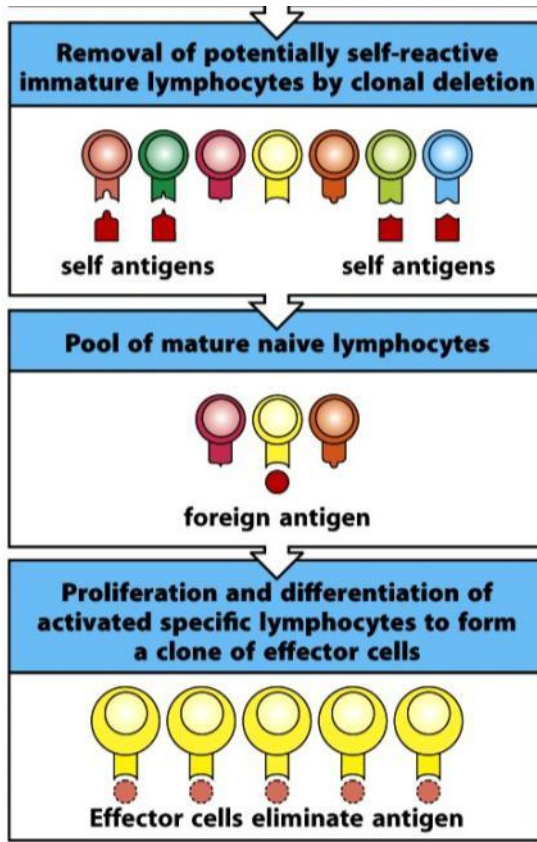 Removal of potentially self-reactive
immature lymphocytes by clonal deletion
self antigens
self antigens
Pool of mature naive lymphocytes
foreign antigen
Proliferation and differentiation of
activated specific lymphocytes to form
a clone of effector cells
Effector cells eliminate antigen